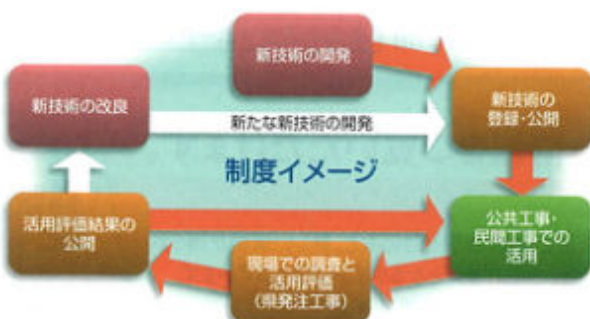 新技術の開発
新技術の改良
新たな新技術の開発
新技術の
登録・公開
制度イメージ
活用評価結果の
公開
公共工事・
民間工事での
活用
現場での調査と
活用評価
(県発注工事)